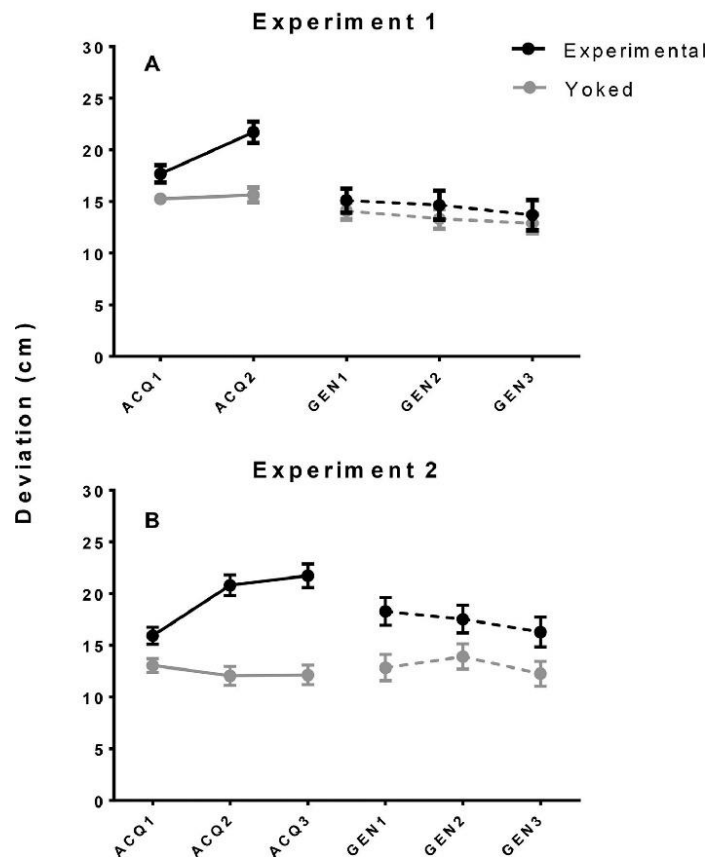 Experiment 1
A
Experimental
Yoked
30
25
20
15
10
5
0
ACQ1
ACQ2
GEN1
GEN2
GEN3
Deviation (cm)
Experiment 2
B
30
25
20
15
10
5
0
ACQ1
ACQ2
ACQ3
GEN1
GEN2
GEN3